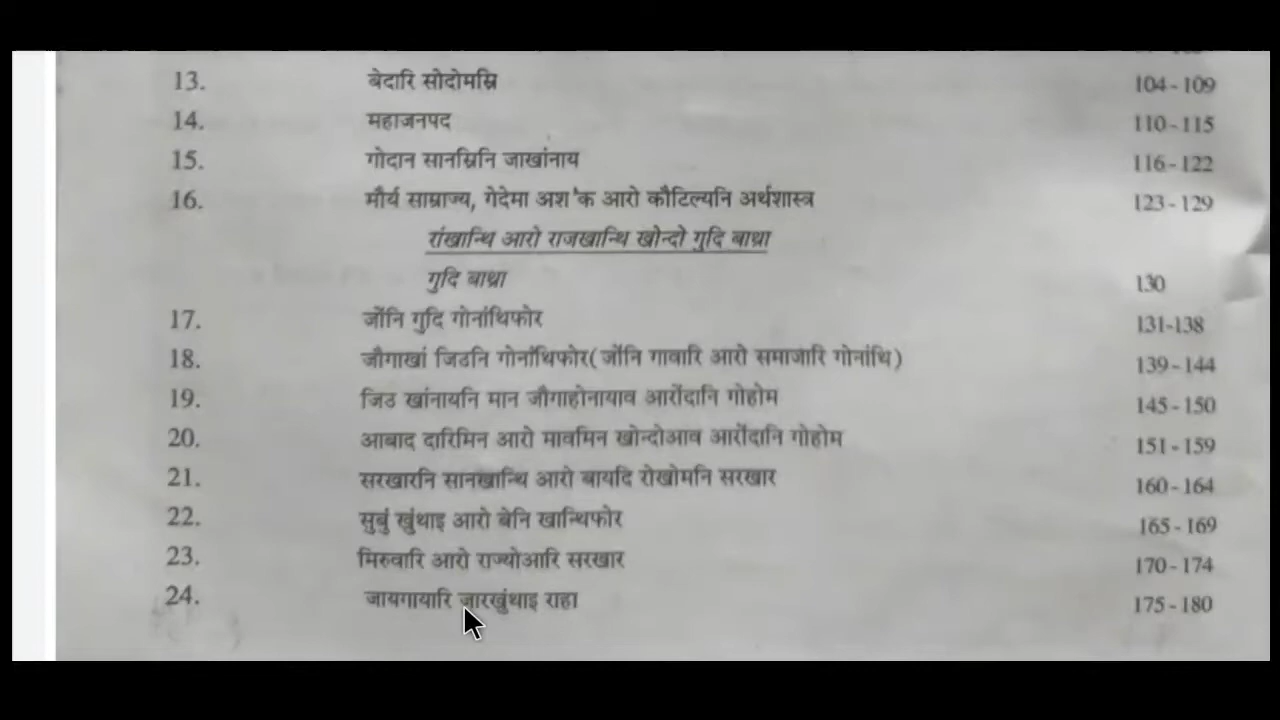 13. बेदारि सोदोमस्रि 104-109
14. महाजनपद 110-115
15. गोदान सानस्रिनि जाखांनाय 116-122
16. मौर्य साम्राज्य, गेदेमा अश'क आरो कौटिल्यनि अर्थशास्त्र 123-129
रांखान्थि आरो राजखान्थि खोन्दो गुदि बाथ्रा
गुदि बाथ्रा 130
17. जोंनि गुदि गोनांथिफोर 131-138
18. जौगाखां जिउनि गोनांथिफोर(जोंनि गावारि आरो समाजारि गोनांथि) 139-144
19. जिउ खांनायनि मान जौगाहोनायाव आरोंदानि गोहोम 145-150
20. आबाद दारिमिन आरो मावमिन खोन्दोआव आरोंदानि गोहोम 151-159
21. सरखारनि सानखान्थि आरो बायदि रोखोमनि सरखार 160-164
22. सुबुं खुंथाइ आरो बेनि खान्थिफोर 165-169
23. मिरुवारि आरो राज्योआरि सरखार 170-174
24. जायगायारि जारखुंथाइ राहा 175-180